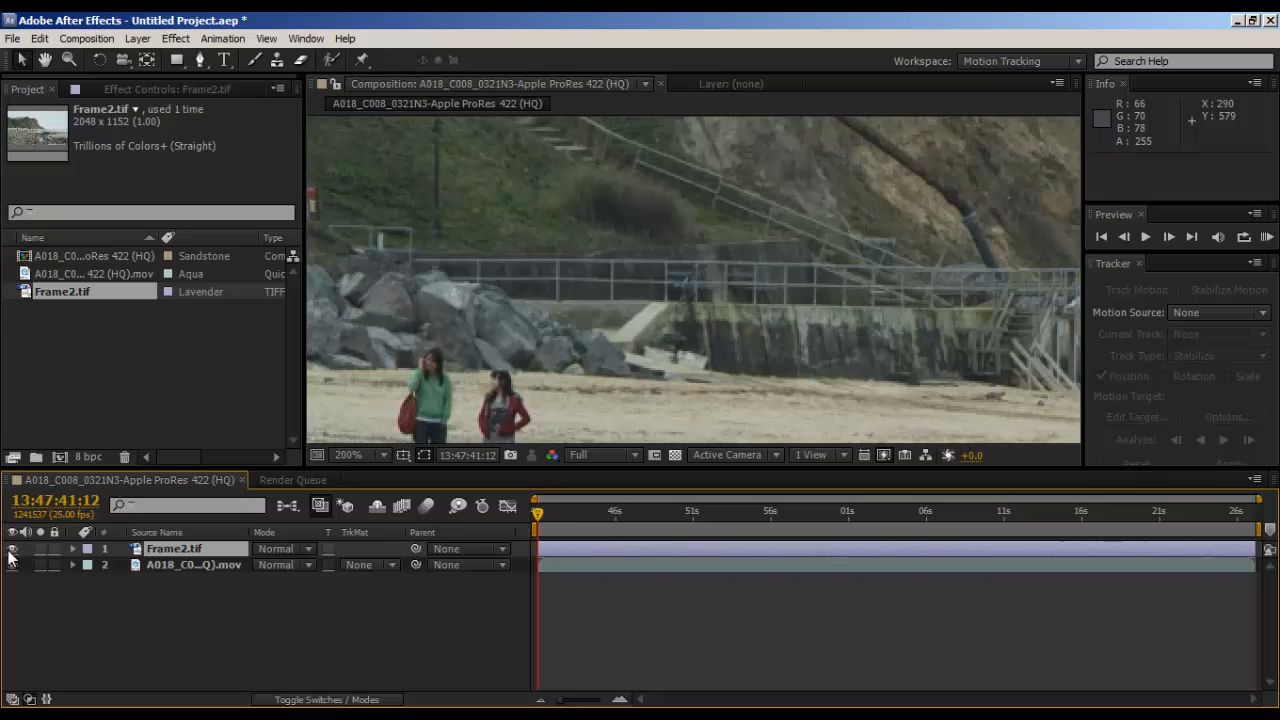 Adobe After Effects - Untitled Project.aep *
File Edit Composition Layer Effect Animation View Window Help
Workspace: Motion Tracking Search Help
Project Effect Controls: Frame2.tif
Frame2.tif , used 1 time
2048 x 1152 (1.00)
Trillions of Colors+ (Straight)
Name Type
A018_C0...oRes 422 (HQ) Sandstone
A018_C0... 422 (HQ).mov Aqua Quic
Frame2.tif Lavender TIFF
8 bpc
Composition: A018_C008_0321N3-Apple ProRes 422 (HQ) Layer: (none)
A018_C008_0321N3-Apple ProRes 422 (HQ)
200% 13:47:41:12 Full Active Camera 1 View +0.0
Info
R : 66 X : 290
G : 70 Y : 579
B : 78
A : 255
Preview
Tracker
Track Motion Stabilize Motion
Motion Source: None
Current Track: None
Track Type: Stabilize
Position Rotation Scale
Motion Target:
Edit Target... Options...
Analyze:
Reset Apply
A018_C008_0321N3-Apple ProRes 422 (HQ) Render Queue
13:47:41:12
1241537 (25.00 fps)
46s 51s 56s 01s 06s 11s 16s 21s 26s
# Source Name Mode T TrkMat Parent
1 Frame2.tif Normal None
2 A018_C0...Q).mov Normal None None
Toggle Switches / Modes